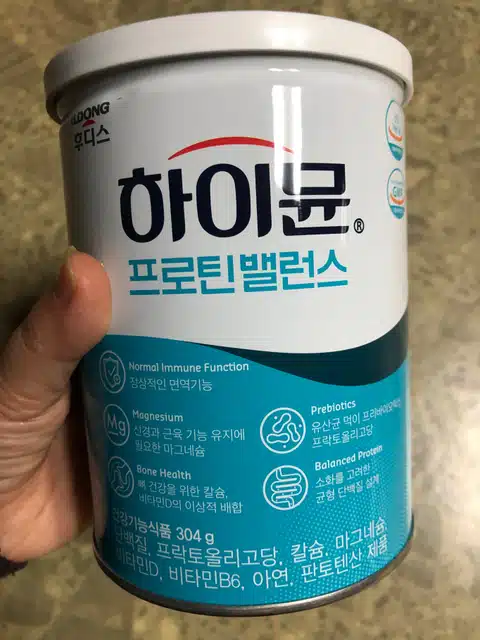 ILDONG
후디스
하이뮨®
프로틴밸런스
GMP
Normal Immune Function
정상적인 면역기능
Mg
Magnesium
신경과 근육 기능 유지에
필요한 마그네슘
Bone Health
뼈 건강을 위한 칼슘,
비타민D의 이상적 배합
Prebiotics
유산균 먹이 프리바이오틱스
프락토올리고당
Balanced Protein
소화를 고려한
균형 단백질 설계
건강기능식품 304 g
단백질, 프락토올리고당, 칼슘, 마그네슘,
비타민D, 비타민B6, 아연, 판토텐산 제품